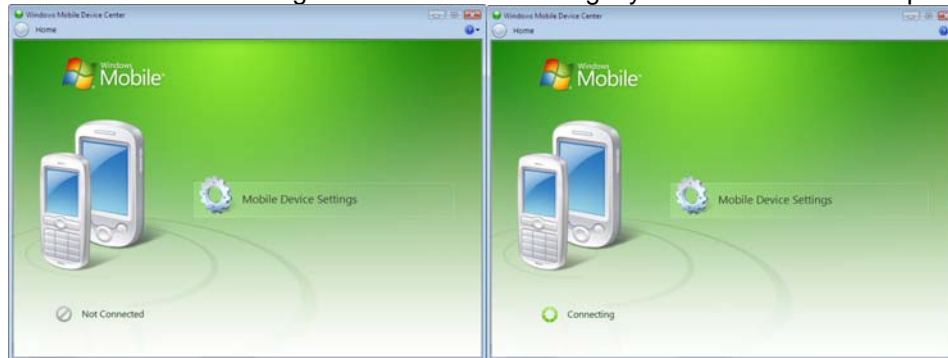 Windows Mobile Device Center
Home
Windows
Mobile
Mobile Device Settings
Not Connected
Windows Mobile Device Center
Home
Windows
Mobile
Mobile Device Settings
Connecting